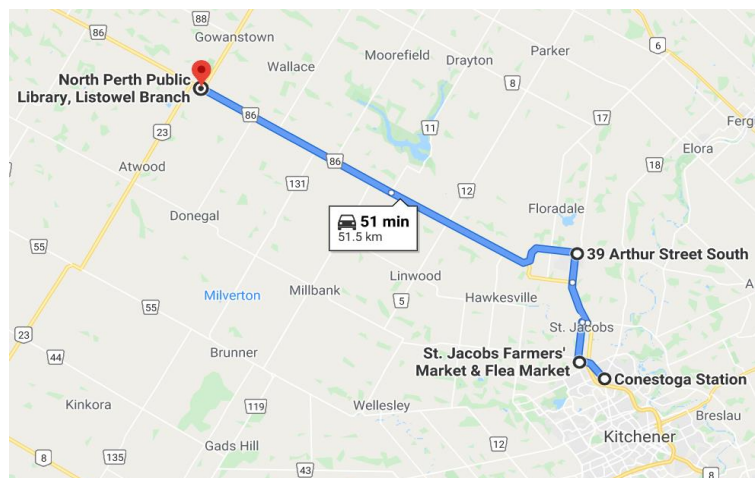 88
86
Gowanstown
6
Moorefield
Drayton
Parker
Wallace
North Perth Public
Library, Listowel Branch
8
86
17
Ferg
11
23
Elora
86
18
Atwood
131
12
Floradale
Donegal
51 min
51.5 km
55
39 Arthur Street South
Linwood
A
Milverton
Millbank
Hawkesville
5
55
St. Jacobs
23
Brunner
St. Jacobs Farmers'
Market & Flea Market
44
Conestoga Station
Kinkora
119
Wellesley
Breslau
Kitchener
Gads Hill
12
8
135
43
8